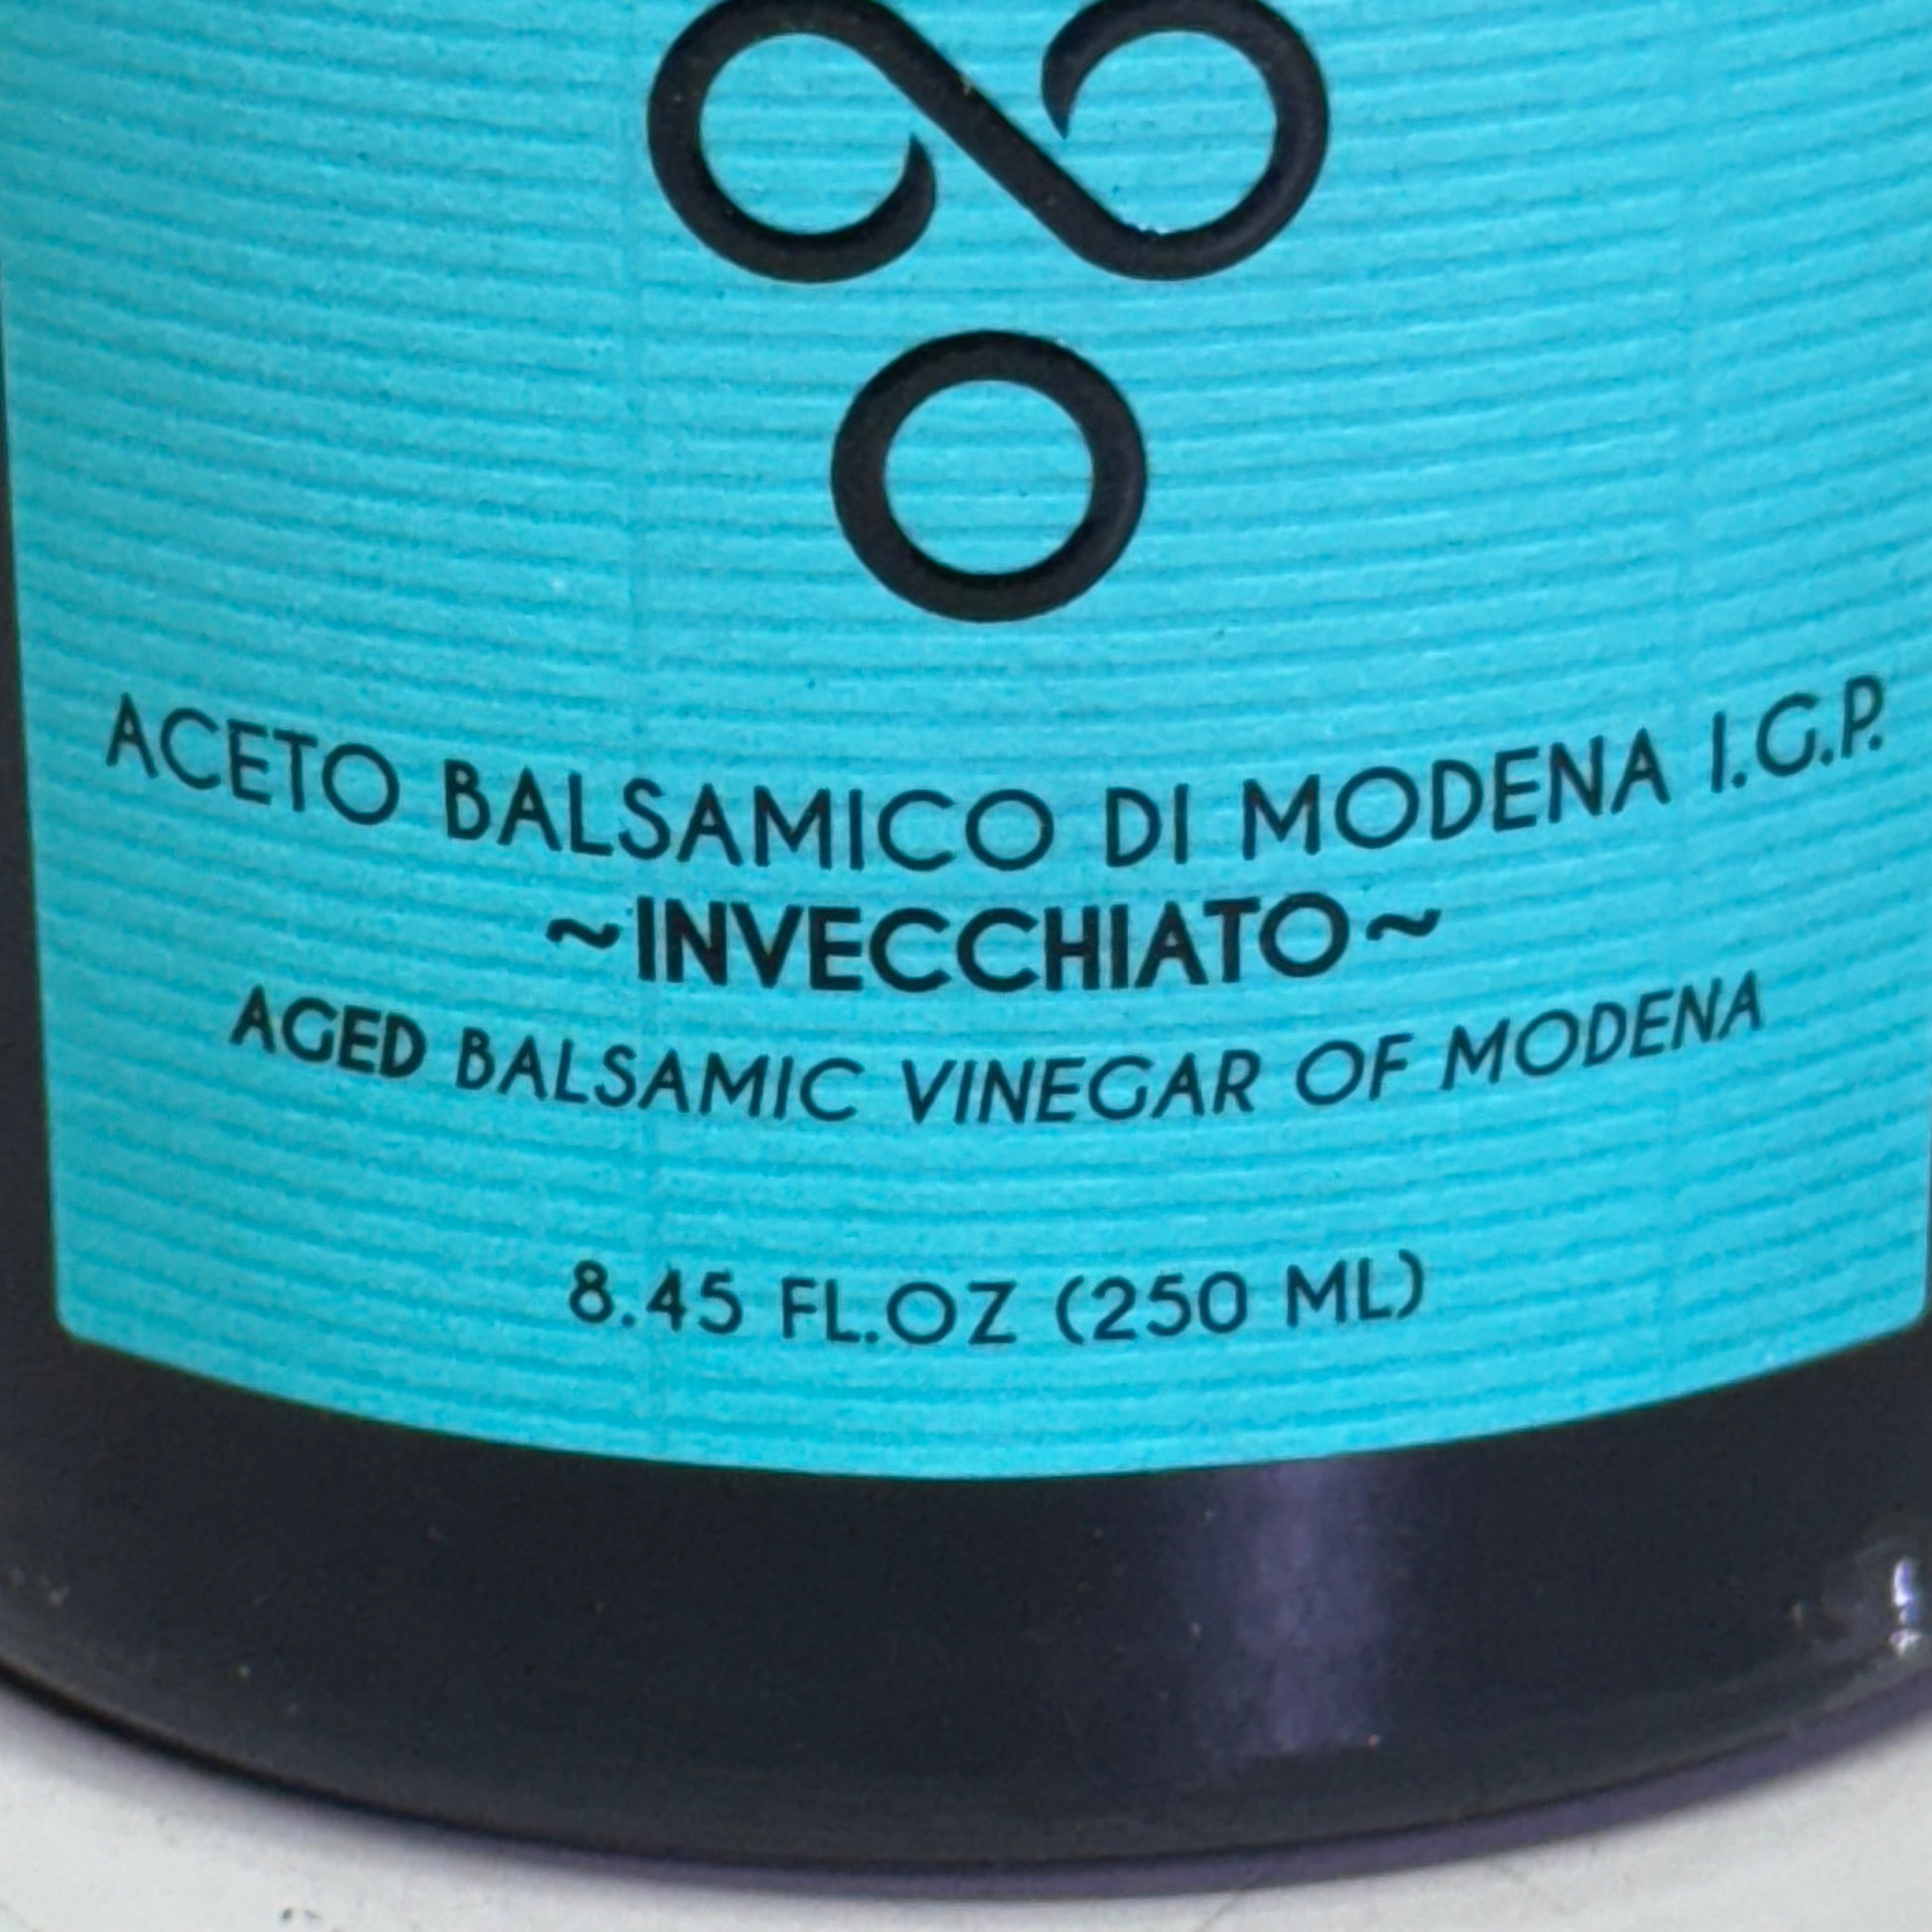 ACETO BALSAMICO DI MODENA I.G.P.
~INVECCHIATO~
AGED BALSAMIC VINEGAR OF MODENA
8.45 FL.OZ (250 ML)